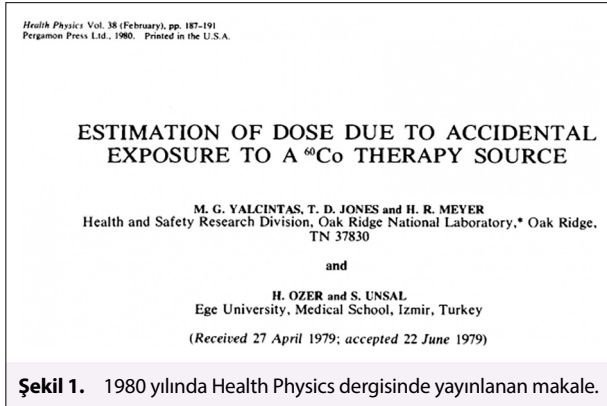 Health Physics Vol. 38 (February), pp. 187-191
Pergamon Press Ltd., 1980. Printed in the U.S.A.
ESTIMATION OF DOSE DUE TO ACCIDENTAL
EXPOSURE TO A ⁶⁰Co THERAPY SOURCE
M. G. YALCINTAS, T. D. JONES and H. R. MEYER
Health and Safety Research Division, Oak Ridge National Laboratory,* Oak Ridge,
TN 37830
and
H. OZER and S. UNSAL
Ege University, Medical School, Izmir, Turkey
(Received 27 April 1979; accepted 22 June 1979)
Şekil 1. 1980 yılında Health Physics dergisinde yayınlanan makale.